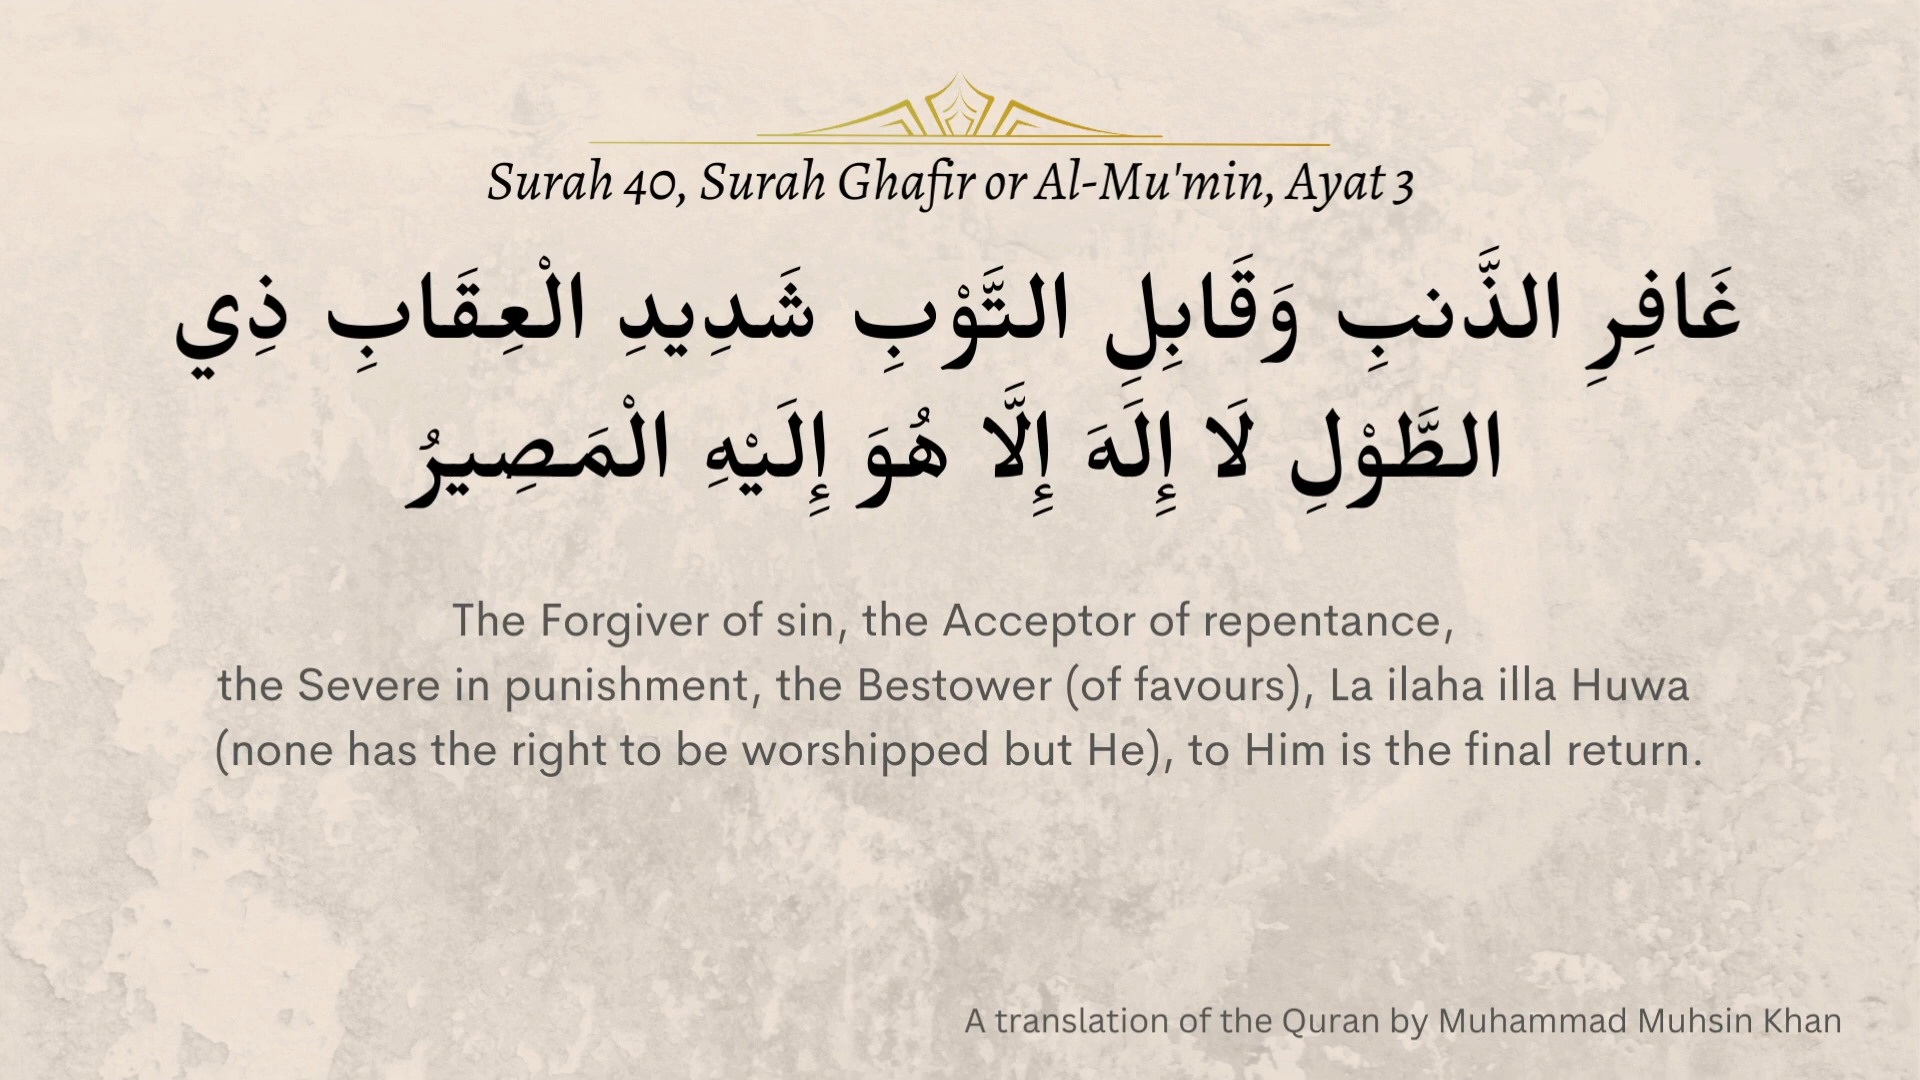 Surah 40, Surah Ghafir or Al-Mu'min, Ayat 3
غَافِرِ الذَّنبِ وَقَابِلِ التَّوْبِ شَدِيدِ الْعِقَابِ ذِي
الطَّوْلِ لَا إِلَهَ إِلَّا هُوَ إِلَيْهِ الْمَصِيرُ
The Forgiver of sin, the Acceptor of repentance,
the Severe in punishment, the Bestower (of favours), La ilaha illa Huwa
(none has the right to be worshipped but He), to Him is the final return.
A translation of the Quran by Muhammad Muhsin Khan